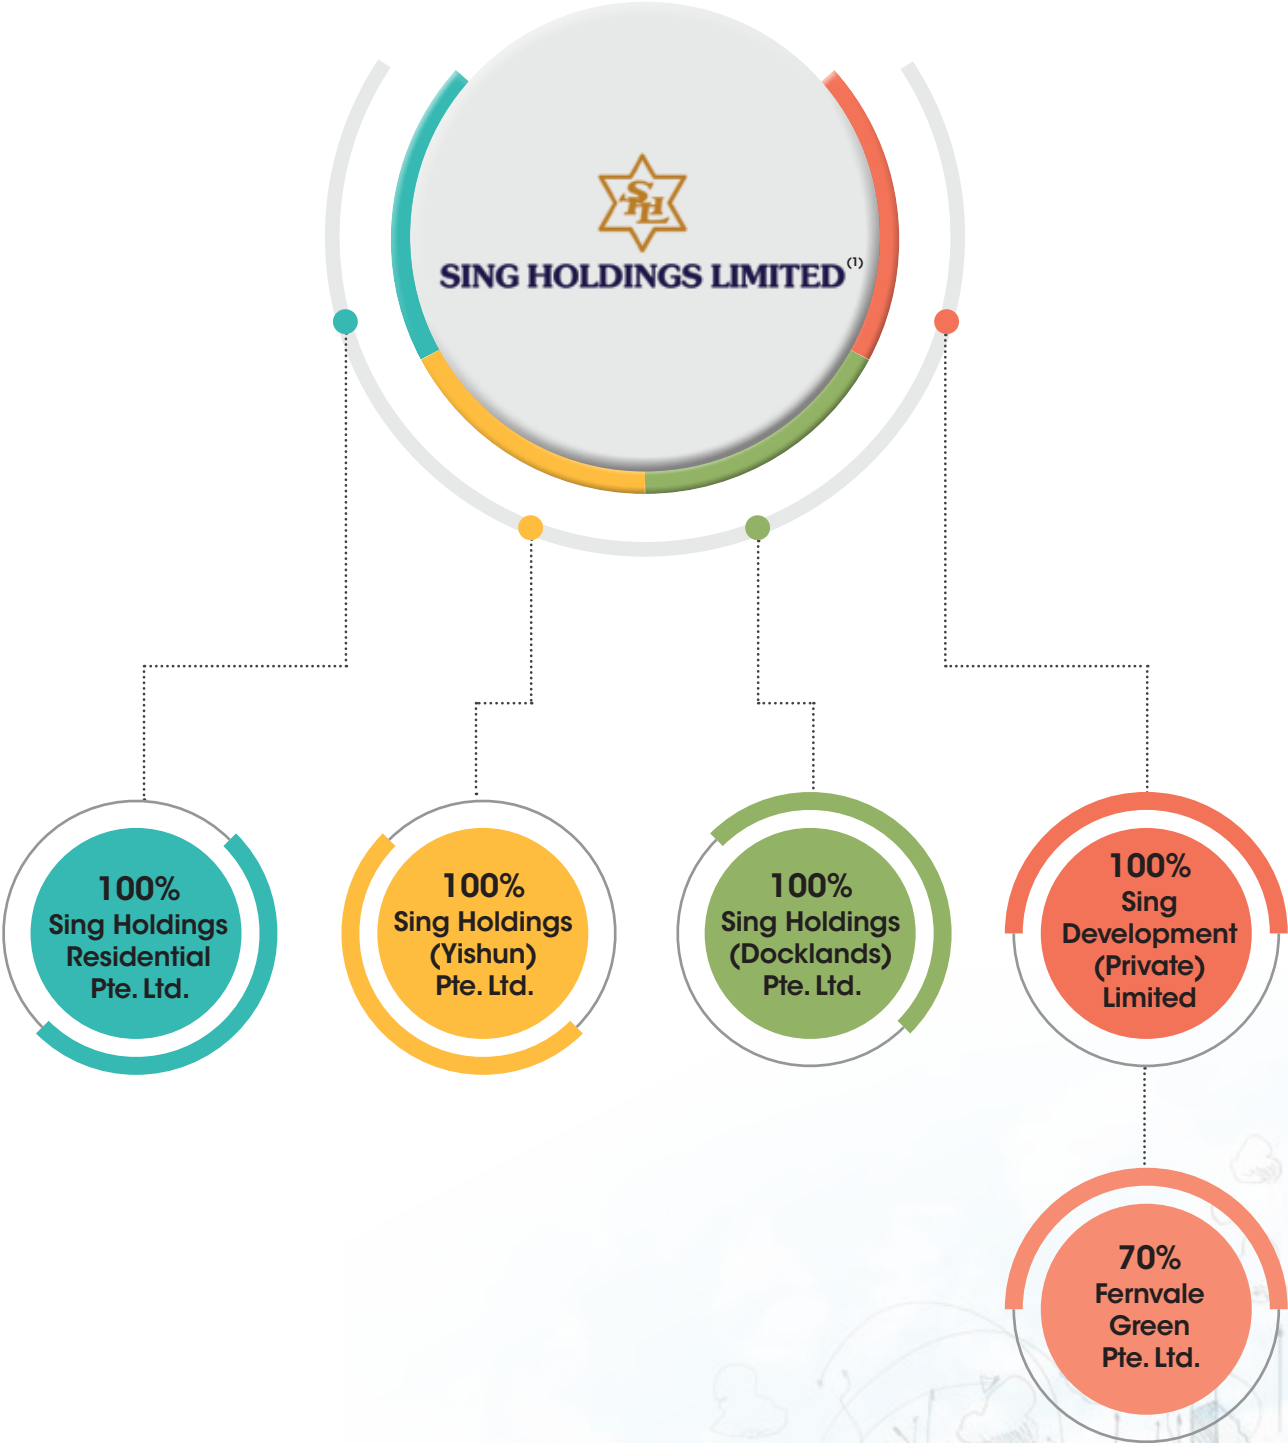 SHL
SING HOLDINGS LIMITED(1)
100%
Sing Holdings
Residential
Pte. Ltd.
100%
Sing Holdings
(Yishun)
Pte. Ltd.
100%
Sing Holdings
(Docklands)
Pte. Ltd.
100%
Sing
Development
(Private)
Limited
70%
Fernvale
Green
Pte. Ltd.